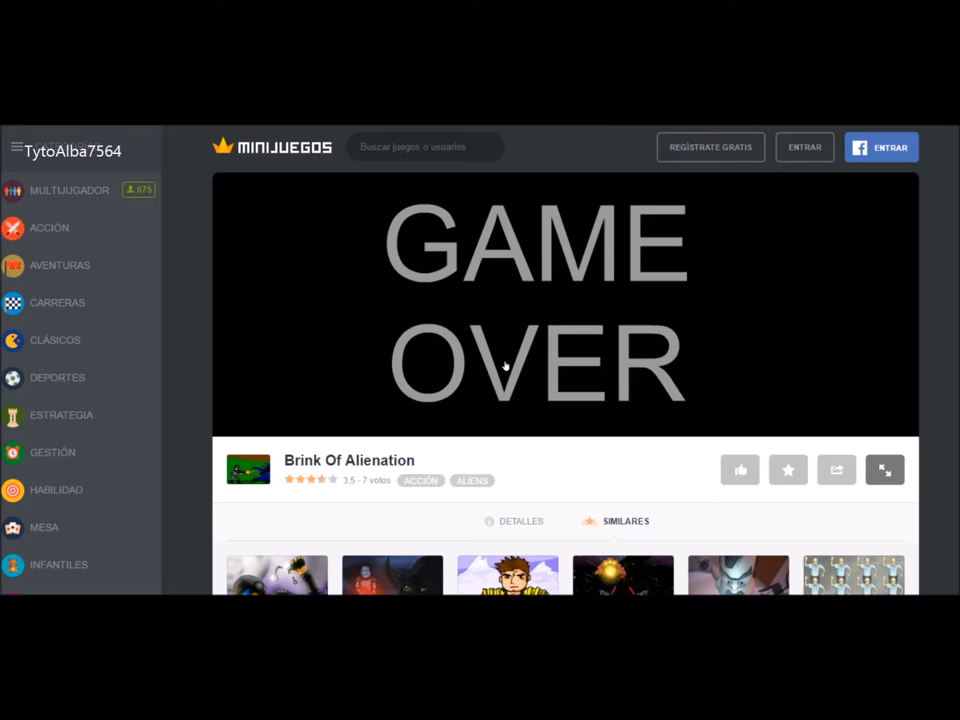 TytoAlba7564
MINIJUEGOS
Buscar juegos o usuarios
REGÍSTRATE GRATIS
ENTRAR
ENTRAR
MULTIJUGADOR
675
ACCIÓN
AVENTURAS
CARRERAS
CLÁSICOS
DEPORTES
ESTRATEGIA
GESTIÓN
HABILIDAD
MESA
INFANTILES
GAME
OVER
Brink Of Alienation
3,5 - 7 votos
ACCIÓN
ALIENS
DETALLES
SIMILARES